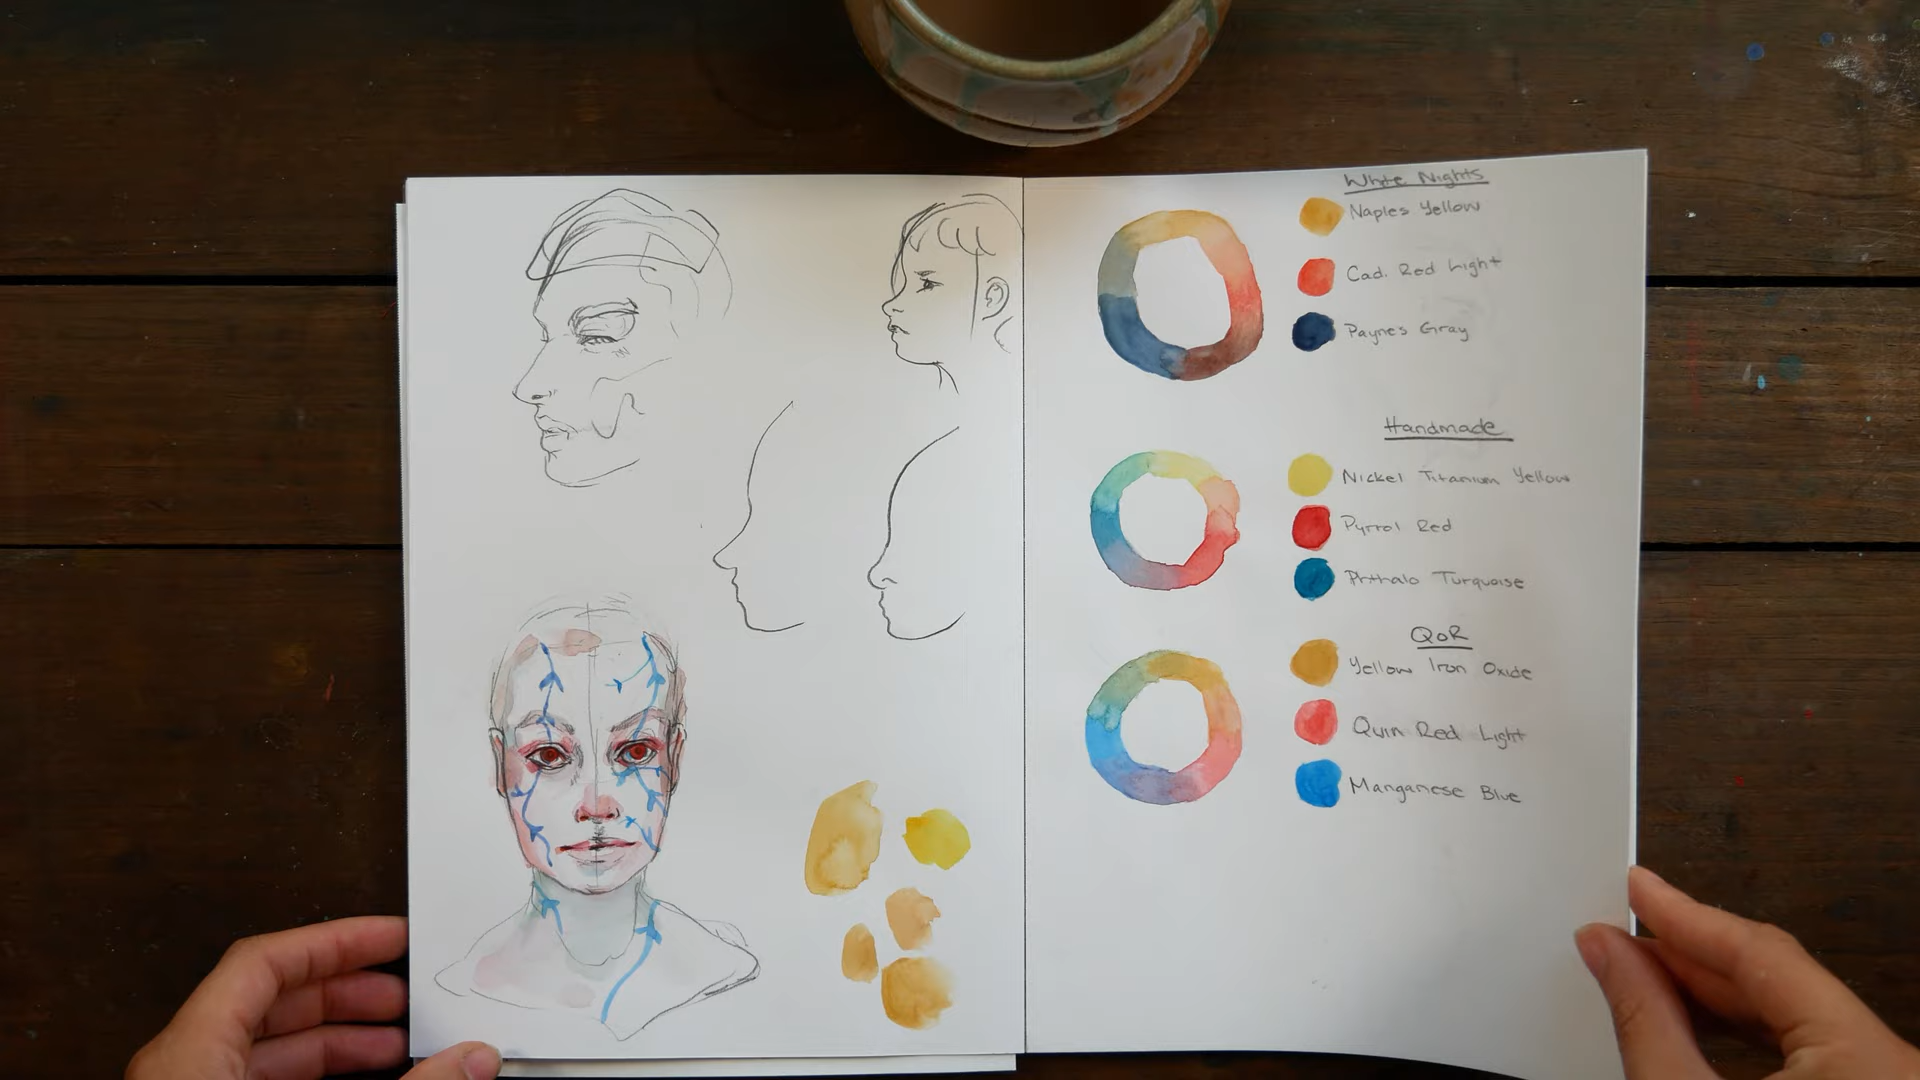 White Nights
Naples Yellow
Cad. Red Light
Paynes Gray
Handmade
Nickel Titanium Yellow
Pyrrol Red
Phthalo Turquoise
QoR
Yellow Iron Oxide
Quin Red Light
Manganese Blue